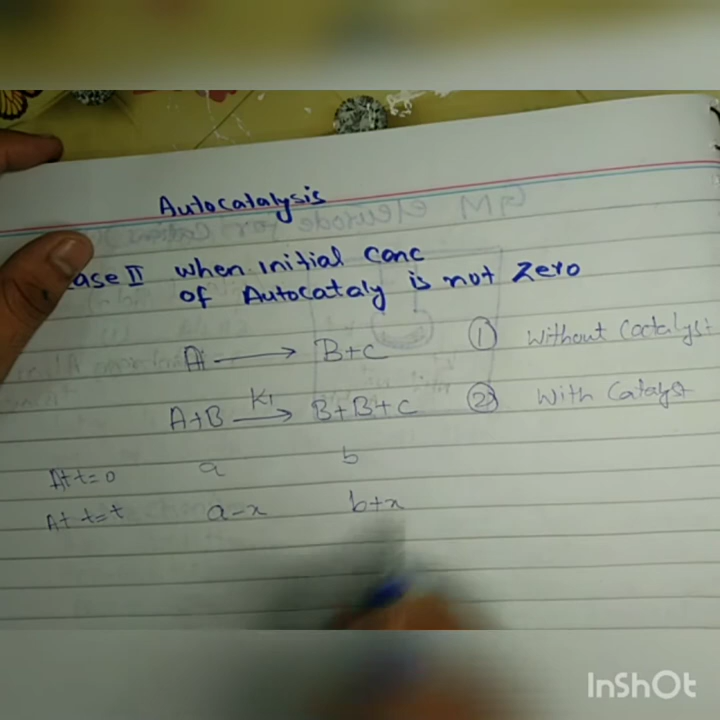 Autocatalysis
ase II when initial Conc
of Autocataly is not Zero
A ⟶ B+C ① Without Coctalyst
A+B K1⟶ B+B+C ② With Catalyst
At t=0 a b
At t=t a-x b+x
InShOt